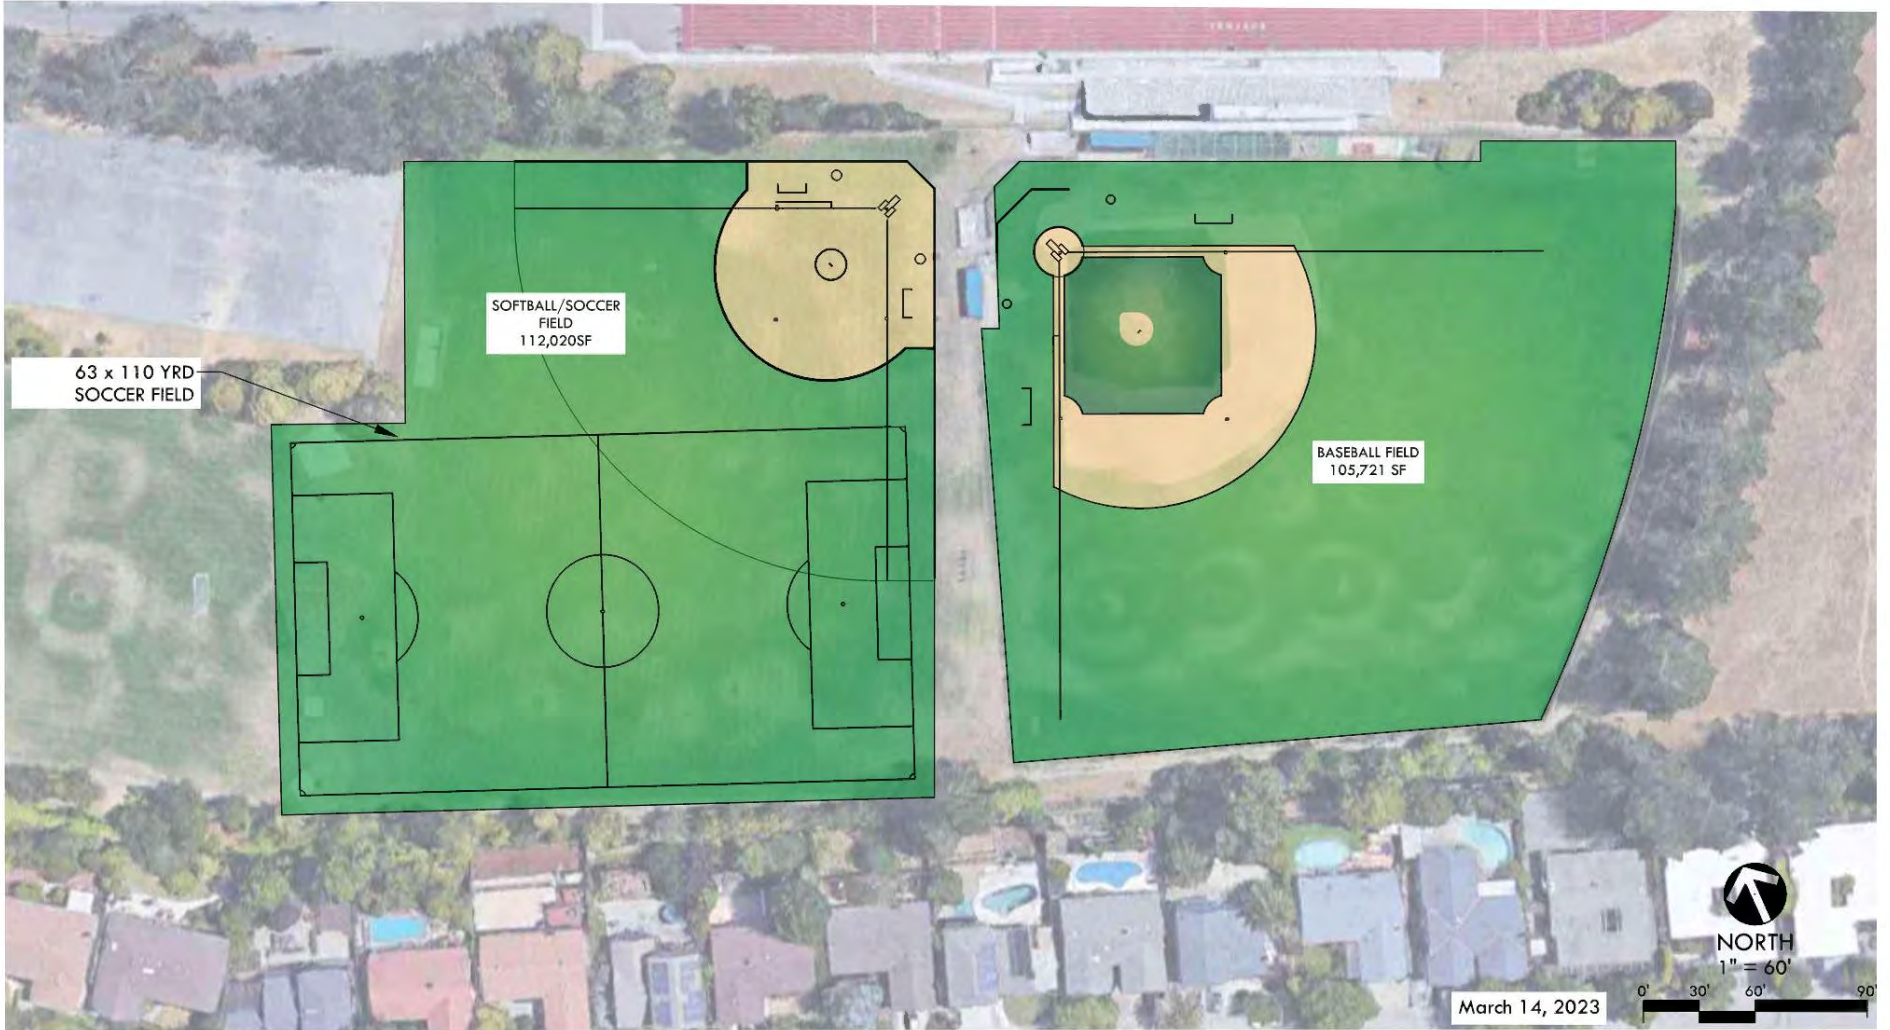 SOFTBALL/SOCCER
FIELD
112,020SF
63 x 110 YRD
SOCCER FIELD
BASEBALL FIELD
105,721 SF
NORTH
1" = 60'
March 14, 2023
0' 30' 60' 90'